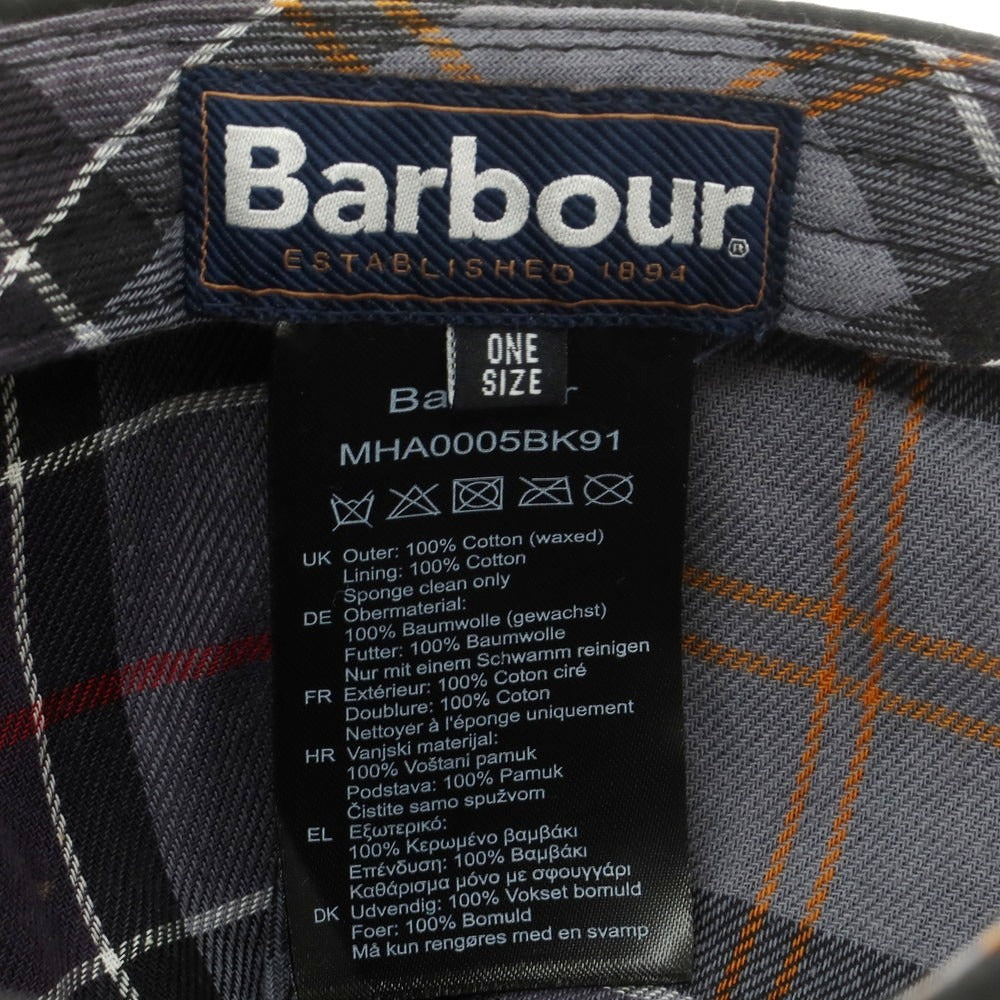 Barbour
®
ESTABLISHED 1894
ONE
SIZE
MHA0005BK91
UK Outer: 100% Cotton (waxed)
Lining: 100% Cotton
Sponge clean only
DE Obermaterial:
100% Baumwolle (gewachst)
Futter: 100% Baumwolle
Nur mit einem Schwamm reinigen
FR Extérieur: 100% Coton ciré
Doublure: 100% Coton
Nettoyer à l'éponge uniquement
HR Vanjski materijal:
100% Voštani pamuk
Podstava: 100% Pamuk
Čistite samo spužvom
EL Εξωτερικό:
100% Κερωμένο βαμβάκι
Επένδυση: 100% Βαμβάκι
Καθάρισμα μόνο με σφουγγάρι
DK Udvendig: 100% Vokset bomuld
Foer: 100% Bomuld
Må kun rengøres med en svamp